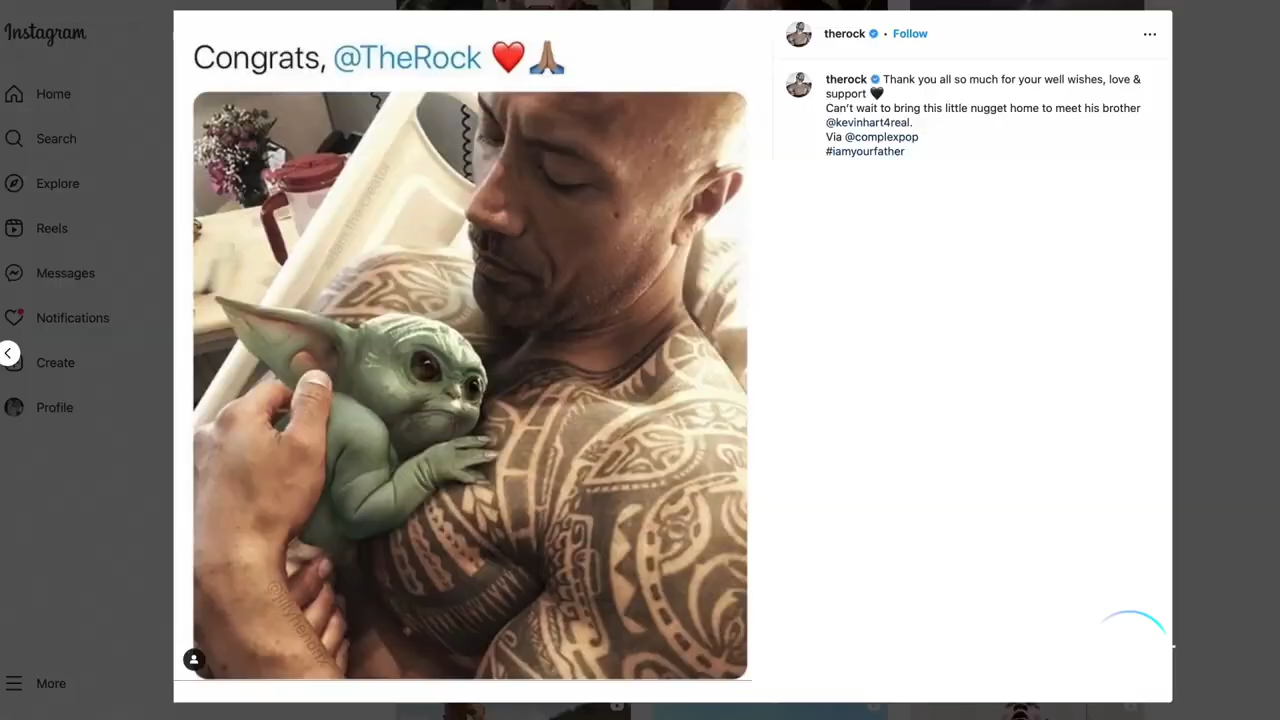 Instagram
Home
Search
Explore
Reels
Messages
Notifications
Create
Profile
More
Congrats, @TheRock ❤️🙏🏽
therock • Follow
therock Thank you all so much for your well wishes, love &
support 🖤
Can't wait to bring this little nugget home to meet his brother
@kevinhart4real.
Via @complexpop
#iamyourfather